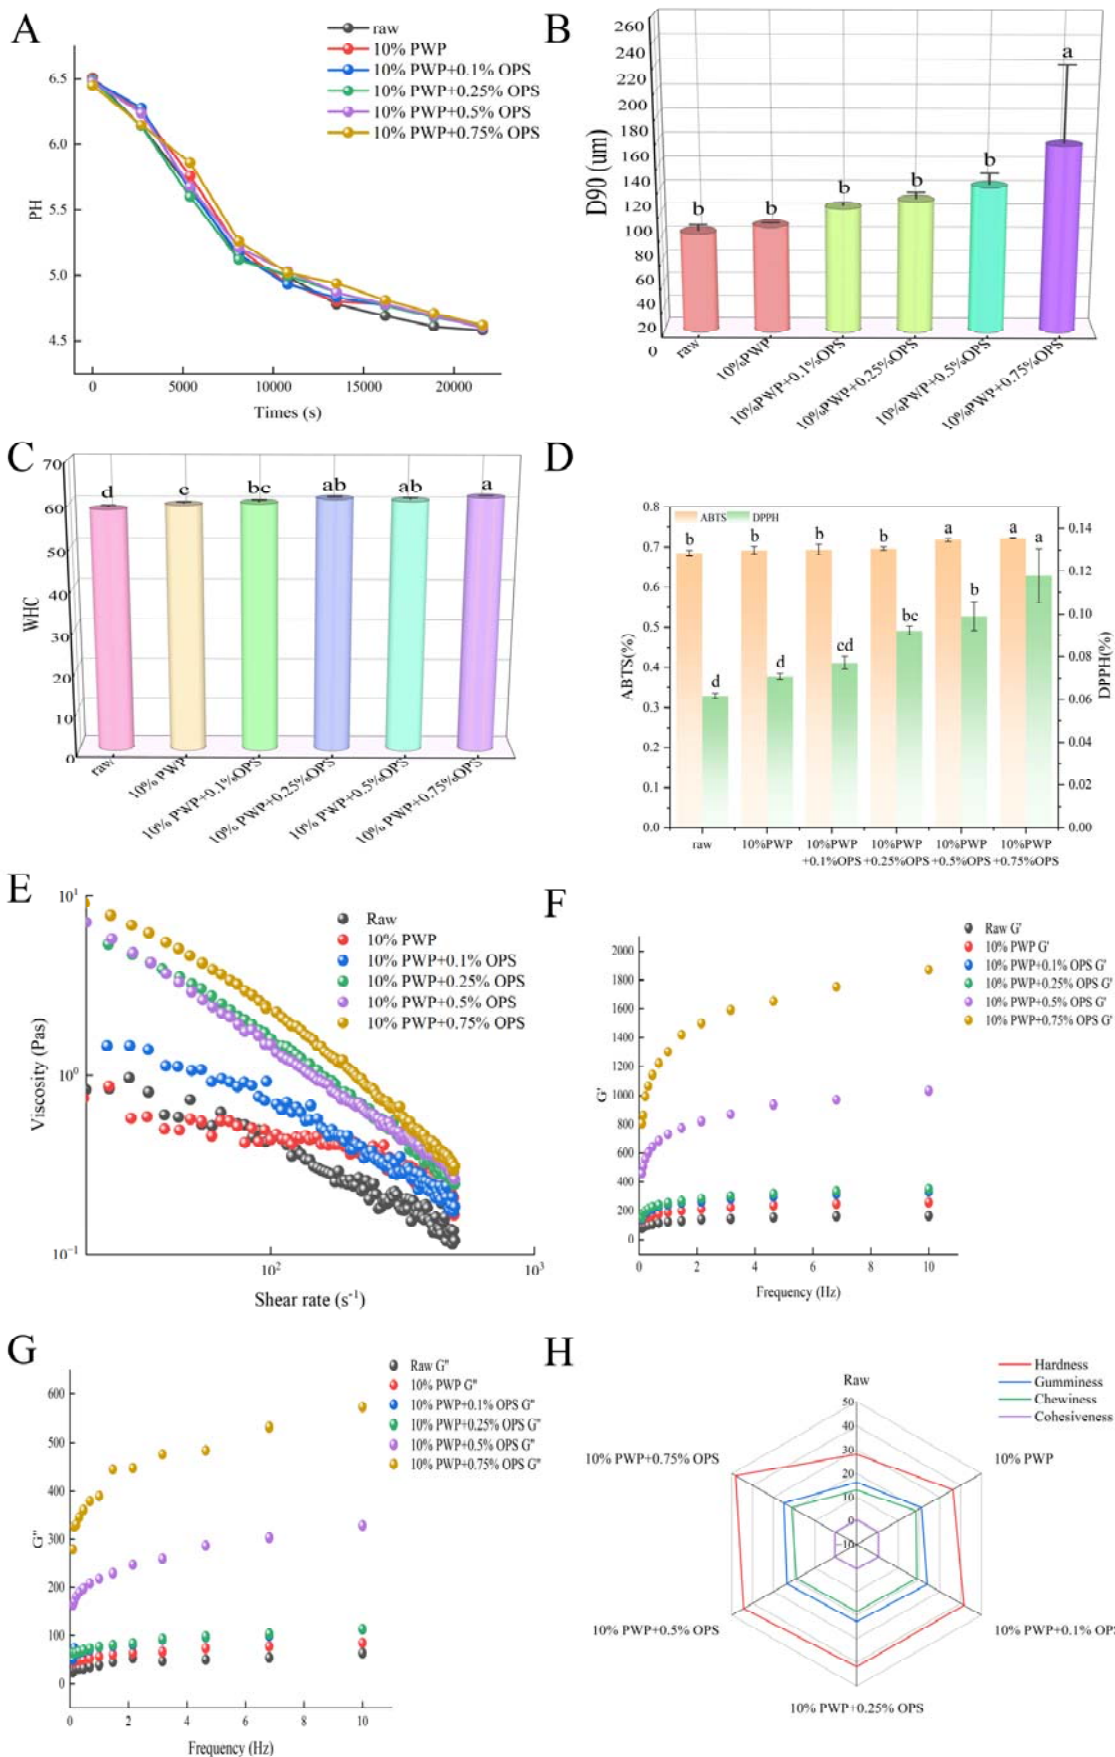 A
raw
10% PWP
10% PWP+0.1% OPS
10% PWP+0.25% OPS
10% PWP+0.5% OPS
10% PWP+0.75% OPS
PH
6.5
6.0
5.5
5.0
4.5
0
5000
10000
15000
20000
Times (s)
B
D90 (um)
260
240
220
200
180
160
140
120
100
80
60
40
20
0
b
b
b
b
b
a
raw
10%PWP
10%PWP+0.1%OPS
10%PWP+0.25%OPS
10%PWP+0.5%OPS
10%PWP+0.75%OPS
C
WHC
70
60
50
40
30
20
10
0
d
c
bc
ab
ab
a
raw
10% PWP
10% PWP+0.1%OPS
10% PWP+0.25%OPS
10% PWP+0.5%OPS
10% PWP+0.75%OPS
D
ABTS
DPPH
ABTS(%)
0.8
0.7
0.6
0.5
0.4
0.3
0.2
0.1
0.0
DPPH(%)
0.14
0.12
0.10
0.08
0.06
0.04
0.02
0.00
b
b
b
b
a
a
d
d
cd
bc
b
a
raw
10%PWP
10%PWP
+0.1%OPS
10%PWP
+0.25%OPS
10%PWP
+0.5%OPS
10%PWP
+0.75%OPS
E
Raw
10% PWP
10% PWP+0.1% OPS
10% PWP+0.25% OPS
10% PWP+0.5% OPS
10% PWP+0.75% OPS
Viscosity (Pas)
10¹
10⁰
10⁻¹
10²
10³
Shear rate (s⁻¹)
F
Raw G'
10% PWP G'
10% PWP+0.1% OPS G'
10% PWP+0.25% OPS G'
10% PWP+0.5% OPS G'
10% PWP+0.75% OPS G'
G'
2000
1800
1600
1400
1200
1000
800
600
400
200
0
0
2
4
6
8
10
Frequency (Hz)
G
Raw G"
10% PWP G"
10% PWP+0.1% OPS G"
10% PWP+0.25% OPS G"
10% PWP+0.5% OPS G"
10% PWP+0.75% OPS G"
G"
600
500
400
300
200
100
0
0
2
4
6
8
10
Frequency (Hz)
H
Hardness
Gumminess
Chewiness
Cohesiveness
Raw
50
40
30
20
10
0
-10
10% PWP
10% PWP+0.1% OPS
10% PWP+0.25% OPS
10% PWP+0.5% OPS
10% PWP+0.75% OPS